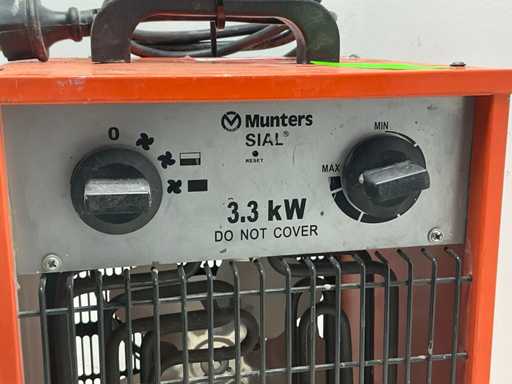 Munters
SIAL®
RESET
0
MIN
MAX
3.3 kW
DO NOT COVER